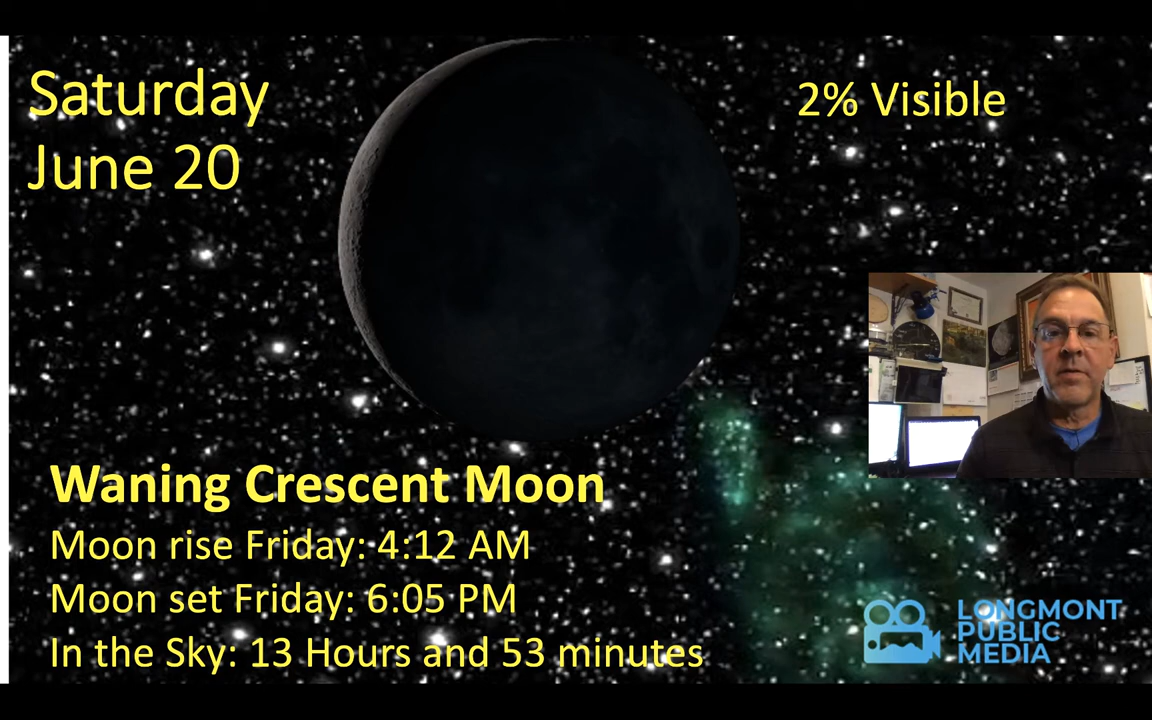 Saturday
June 20
2% Visible
Waning Crescent Moon
Moon rise Friday: 4:12 AM
Moon set Friday: 6:05 PM
In the Sky: 13 Hours and 53 minutes
LONGMONT
PUBLIC
MEDIA